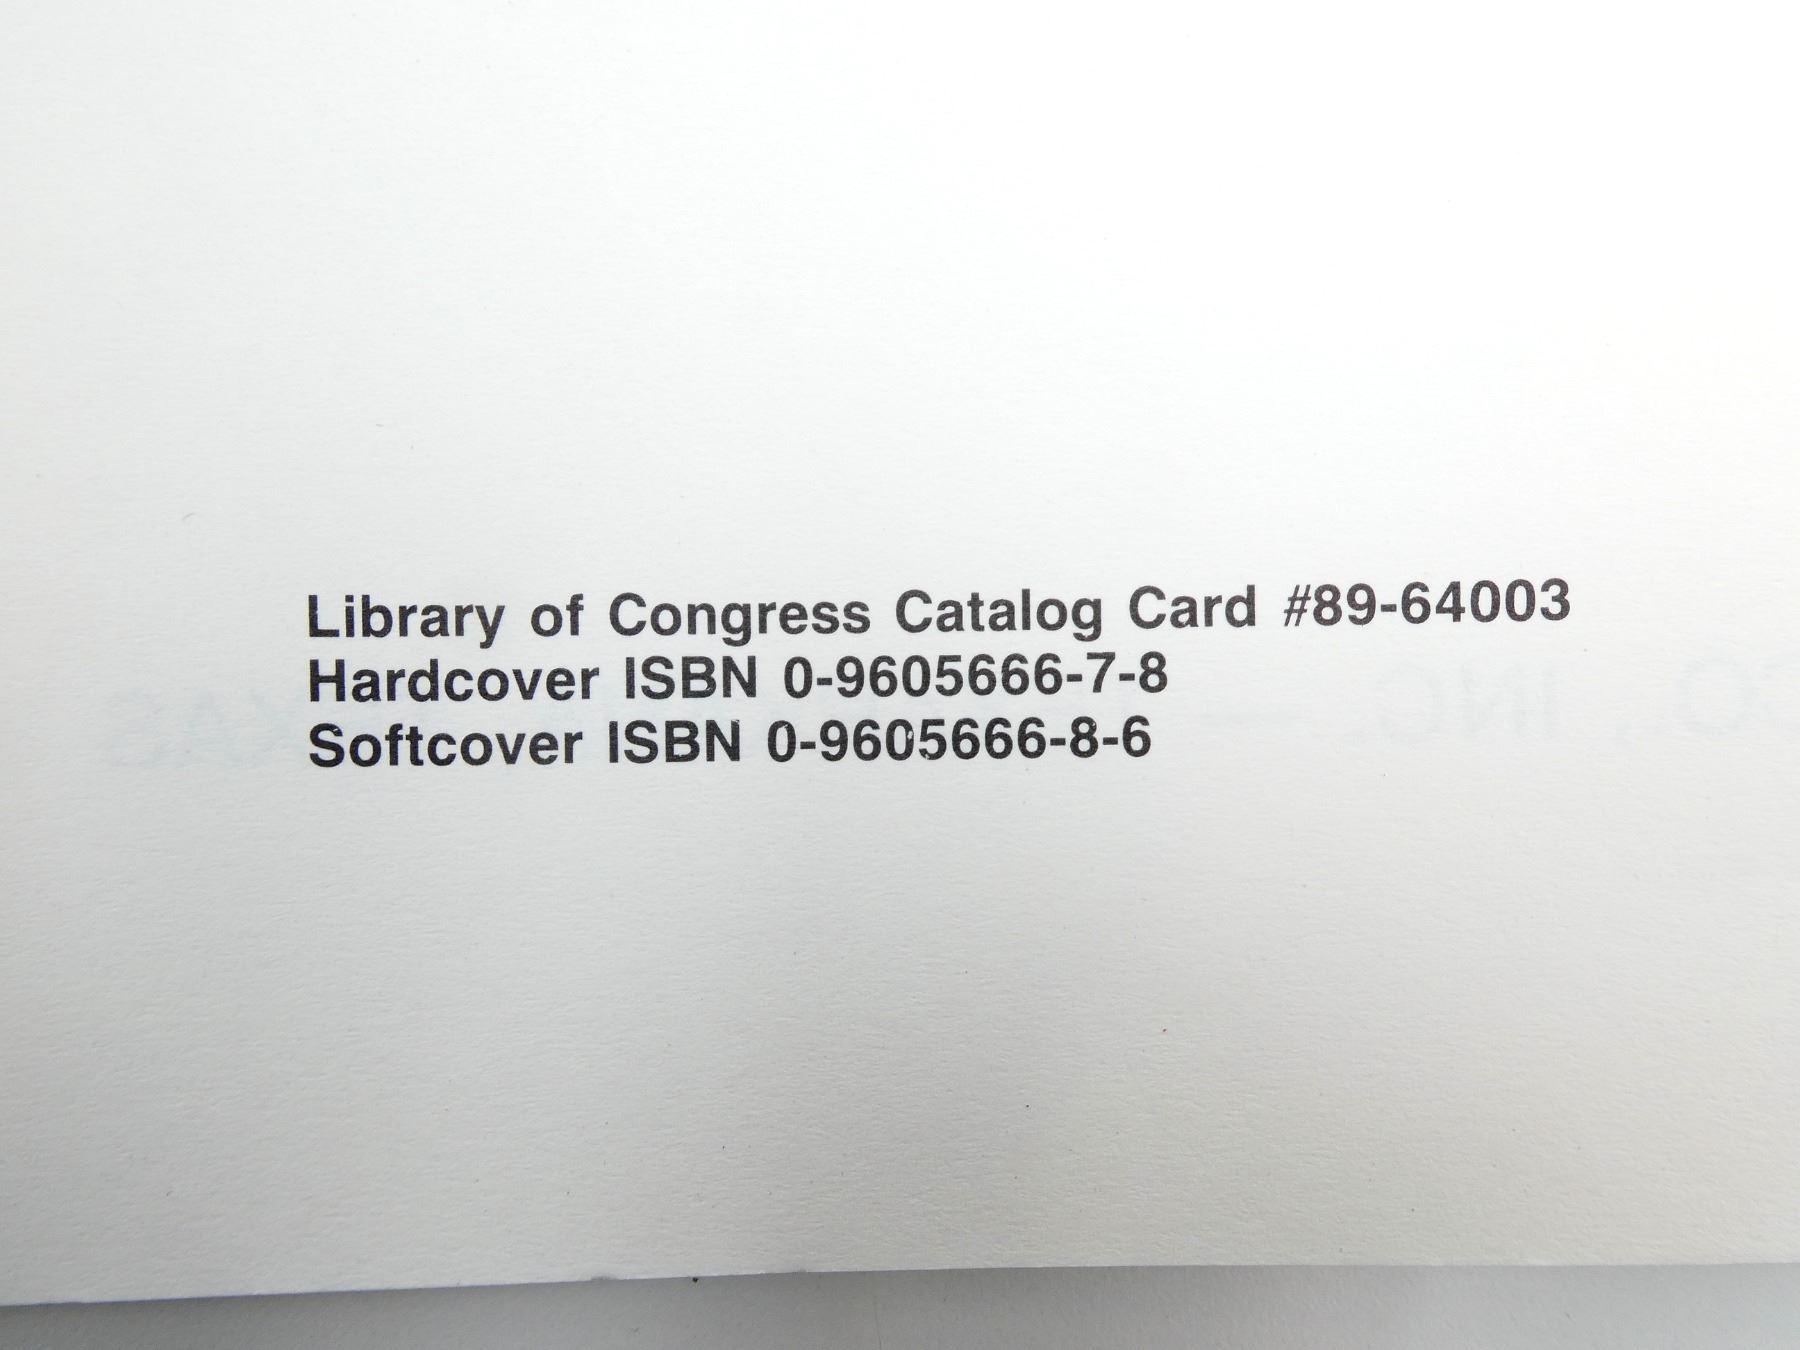 Library of Congress Catalog Card #89-64003
Hardcover ISBN 0-9605666-7-8
Softcover ISBN 0-9605666-8-6